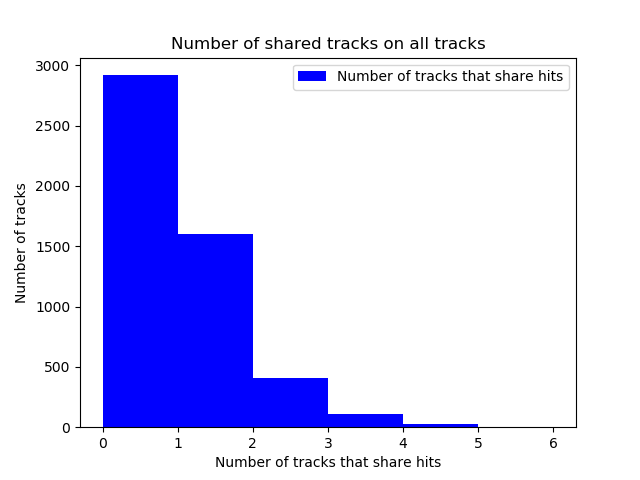 Number of shared tracks on all tracks
Number of tracks that share hits
3000
2500
2000
1500
1000
500
0
Number of tracks
0 1 2 3 4 5 6
Number of tracks that share hits